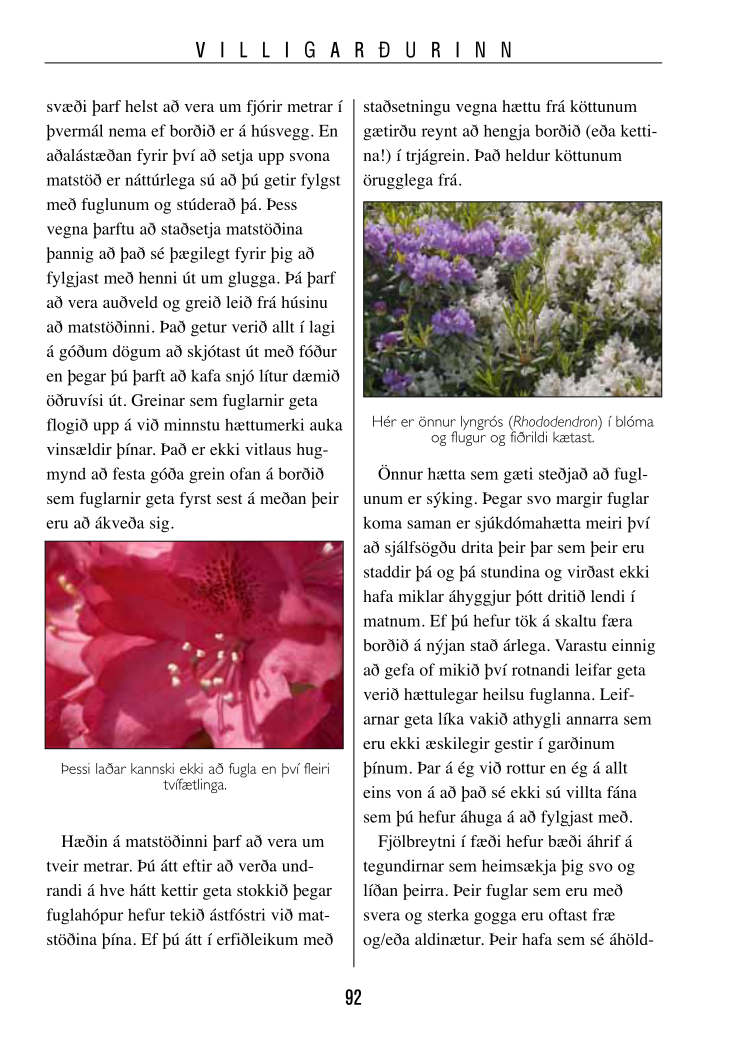 VILLIGARÐURINN
svæði þarf helst að vera um fjórir metrar í
þvermál nema ef borðið er á húsvegg. En
aðalástæðan fyrir því að setja upp svona
matstöð er náttúrlega sú að þú getir fylgst
með fuglunum og stúderað þá. Þess
vegna þarftu að staðsetja matstöðina
þannig að það sé þægilegt fyrir þig að
fylgjast með henni út um glugga. Þá þarf
að vera auðveld og greið leið frá húsinu
að matstöðinni. Það getur verið allt í lagi
á góðum dögum að skjótast út með fóður
en þegar þú þarft að kafa snjó lítur dæmið
öðruvísi út. Greinar sem fuglarnir geta
flogið upp á við minnstu hættumerki auka
vinsældir þínar. Það er ekki vitlaus hug-
mynd að festa góða grein ofan á borðið
sem fuglarnir geta fyrst sest á meðan þeir
eru að ákveða sig.
Þessi laðar kannski ekki að fugla en því fleiri
tvífætlinga.
Hæðin á matstöðinni þarf að vera um
tveir metrar. Þú átt eftir að verða und-
randi á hve hátt kettir geta stokkið þegar
fuglahópur hefur tekið ástfóstri við mat-
stöðina þína. Ef þú átt í erfiðleikum með
staðsetningu vegna hættu frá köttunum
gætirðu reynt að hengja borðið (eða ketti-
na!) í trjágrein. Það heldur köttunum
örugglega frá.
Hér er önnur lyngrós (Rhododendron) í blóma
og flugur og fiðrildi kætast.
Önnur hætta sem gæti steðjað að fugl-
unum er sýking. Þegar svo margir fuglar
koma saman er sjúkdómahætta meiri því
að sjálfsögðu drita þeir þar sem þeir eru
staddir þá og þá stundina og virðast ekki
hafa miklar áhyggjur þótt dritið lendi í
matnum. Ef þú hefur tök á skaltu færa
borðið á nýjan stað árlega. Varastu einnig
að gefa of mikið því rotnandi leifar geta
verið hættulegar heilsu fuglanna. Leif-
arnar geta líka vakið athygli annarra sem
eru ekki æskilegir gestir í garðinum
þínum. Þar á ég við rottur en ég á allt
eins von á að það sé ekki sú villta fána
sem þú hefur áhuga á að fylgjast með.
Fjölbreytni í fæði hefur bæði áhrif á
tegundirnar sem heimsækja þig svo og
líðan þeirra. Þeir fuglar sem eru með
svera og sterka gogga eru oftast fræ
og/eða aldinætur. Þeir hafa sem sé áhöld-
92